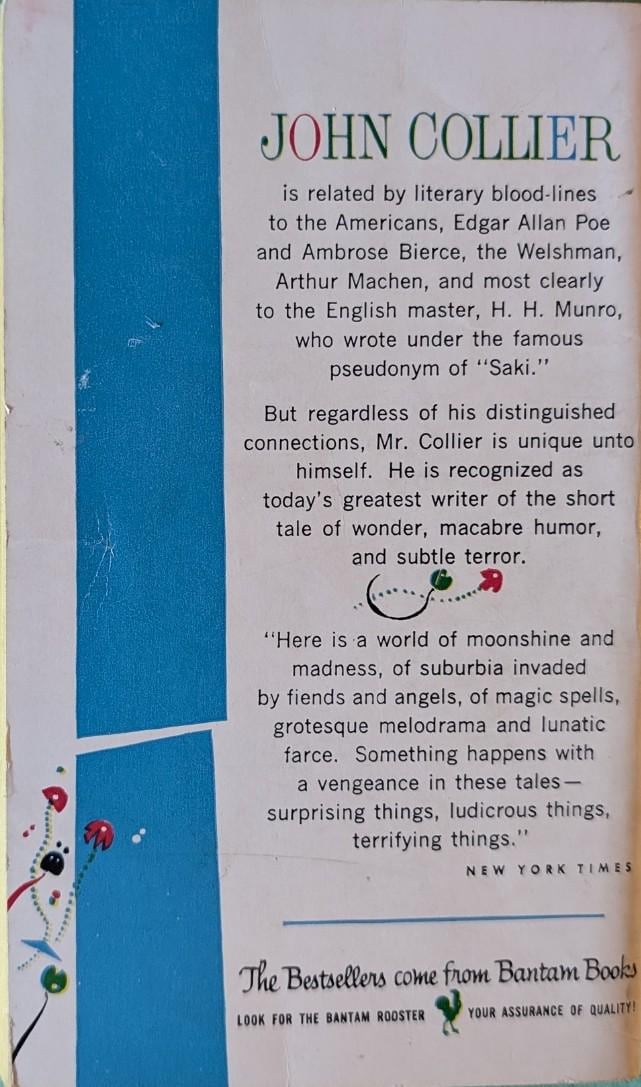 JOHN COLLIER
is related by literary blood-lines
to the Americans, Edgar Allan Poe
and Ambrose Bierce, the Welshman,
Arthur Machen, and most clearly
to the English master, H. H. Munro,
who wrote under the famous
pseudonym of "Saki."
But regardless of his distinguished
connections, Mr. Collier is unique unto
himself. He is recognized as
today's greatest writer of the short
tale of wonder, macabre humor,
and subtle terror.
"Here is a world of moonshine and
madness, of suburbia invaded
by fiends and angels, of magic spells,
grotesque melodrama and lunatic
farce. Something happens with
a vengeance in these tales—
surprising things, ludicrous things,
terrifying things."
NEW YORK TIMES
The Bestsellers come from Bantam Books
LOOK FOR THE BANTAM ROOSTER YOUR ASSURANCE OF QUALITY!